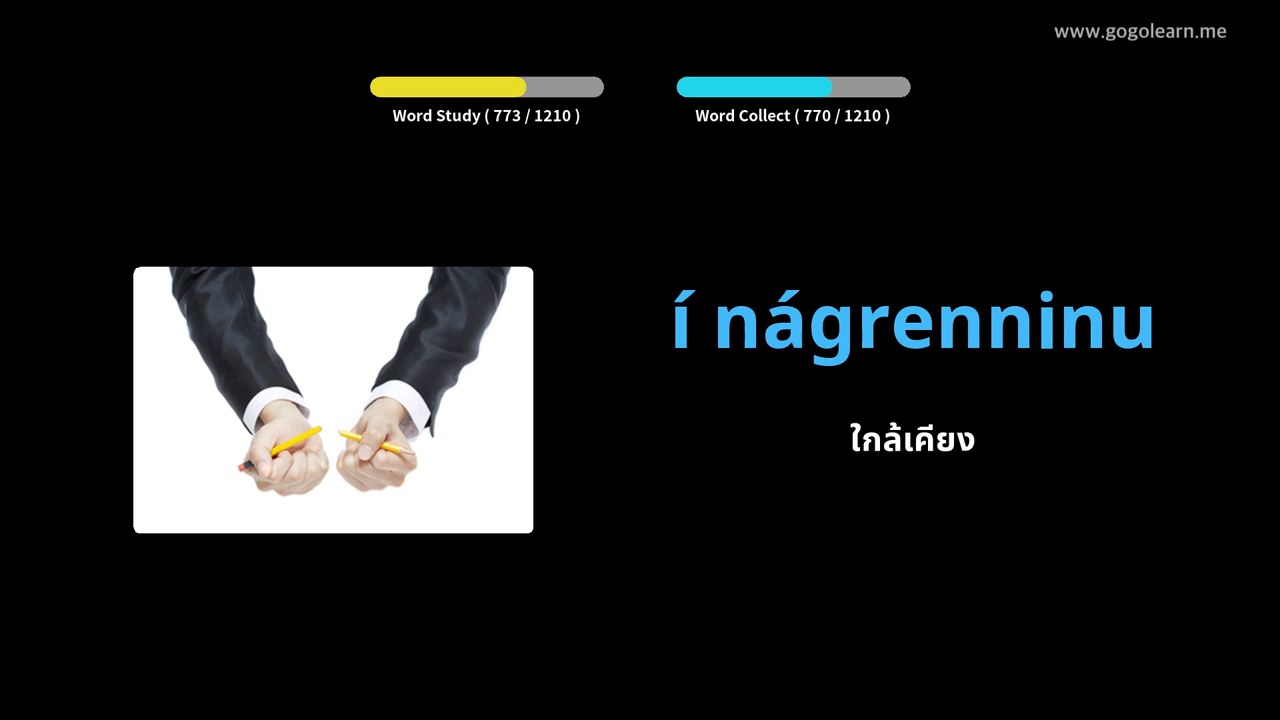 www.gogolearn.me
Word Study ( 773 / 1210 )
Word Collect ( 770 / 1210 )
í nágrenninu
ใกล้เคียง